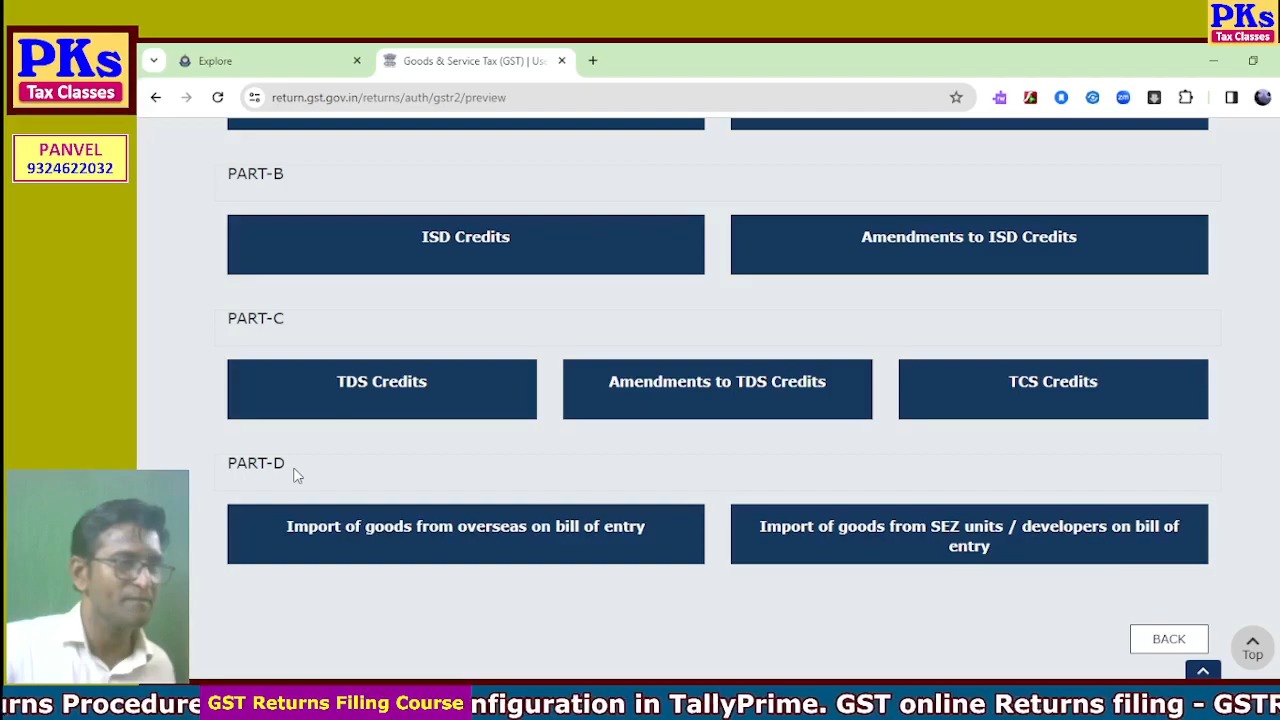 PKs
Tax Classes
PKs
Tax Classes
PANVEL
9324622032
Explore
Goods & Service Tax (GST) | Use
return.gst.gov.in/returns/auth/gstr2/preview
PART-B
ISD Credits
Amendments to ISD Credits
PART-C
TDS Credits
Amendments to TDS Credits
TCS Credits
PART-D
Import of goods from overseas on bill of entry
Import of goods from SEZ units / developers on bill of
entry
BACK
Top
urns Procedure
GST Returns Filing Course
nfiguration in TallyPrime. GST online Returns filing - GSTR